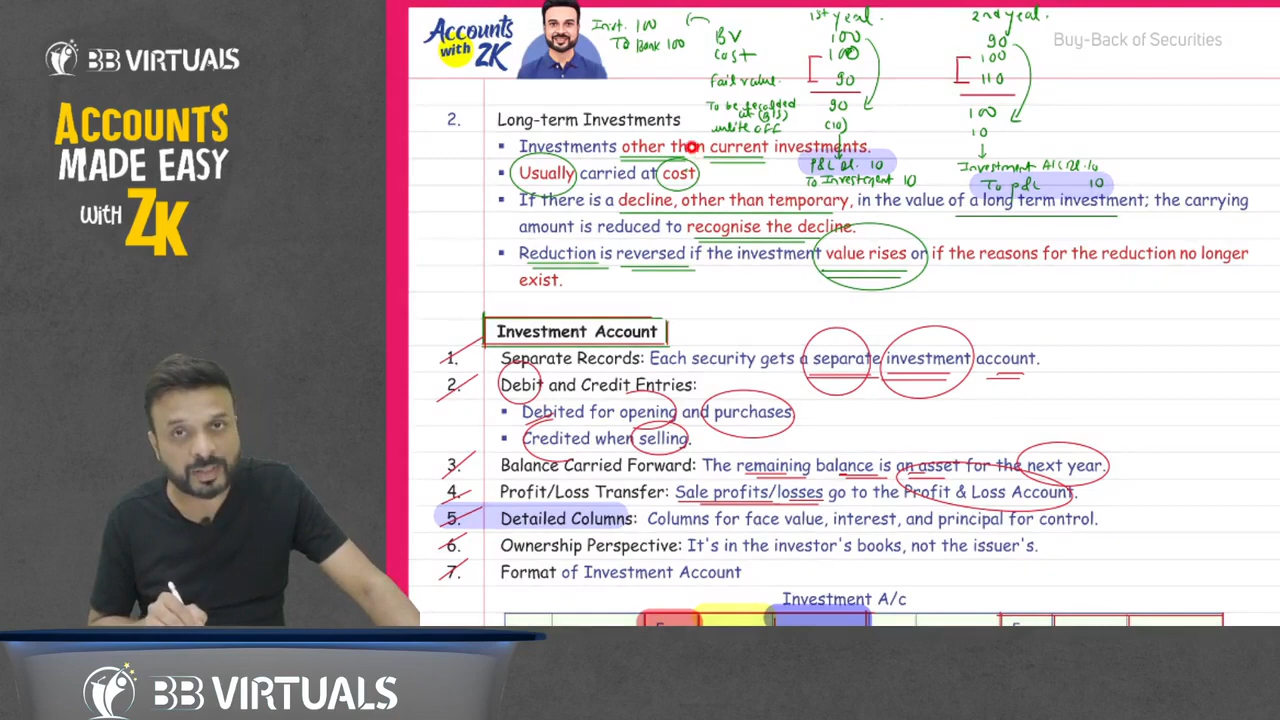 BB VIRTUALS
ACCOUNTS
MADE EASY
WITH
ZK
Accounts
with ZK
Inst. 100
To Bank 100
BV
Cost
Fair value
To be recorded
at (B/S)
write off
1st year
100
100
90
90
(10)
P&L Dr. 10
To Investment 10
2nd year.
90
100
110
100
10
Investment A/C Dr. 10
To P&L 10
Buy-Back of Securities
2. Long-term Investments
▪ Investments other than current investments.
▪ Usually carried at cost
▪ If there is a decline, other than temporary, in the value of a long term investment; the carrying
amount is reduced to recognise the decline.
▪ Reduction is reversed if the investment value rises or if the reasons for the reduction no longer
exist.
Investment Account
1. Separate Records: Each security gets a separate investment account.
2. Debit and Credit Entries:
▪ Debited for opening and purchases.
▪ Credited when selling.
3. Balance Carried Forward: The remaining balance is an asset for the next year.
4. Profit/Loss Transfer: Sale profits/losses go to the Profit & Loss Account.
5. Detailed Columns: Columns for face value, interest, and principal for control.
6. Ownership Perspective: It's in the investor's books, not the issuer's.
7. Format of Investment Account
Investment A/c
BB VIRTUALS